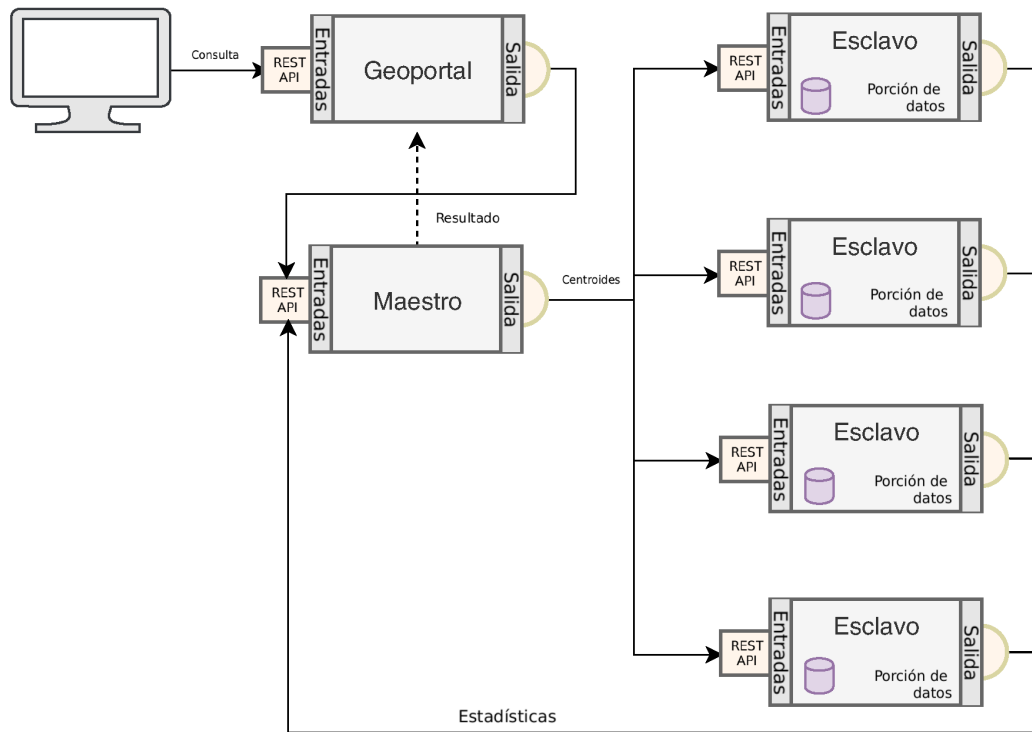 Consulta
REST
API
Entradas
Geoportal
Salida
Resultado
REST
API
Entradas
Maestro
Salida
Centroides
REST
API
Entradas
Esclavo
Porción de
datos
Salida
REST
API
Entradas
Esclavo
Porción de
datos
Salida
REST
API
Entradas
Esclavo
Porción de
datos
Salida
REST
API
Entradas
Esclavo
Porción de
datos
Salida
Estadísticas